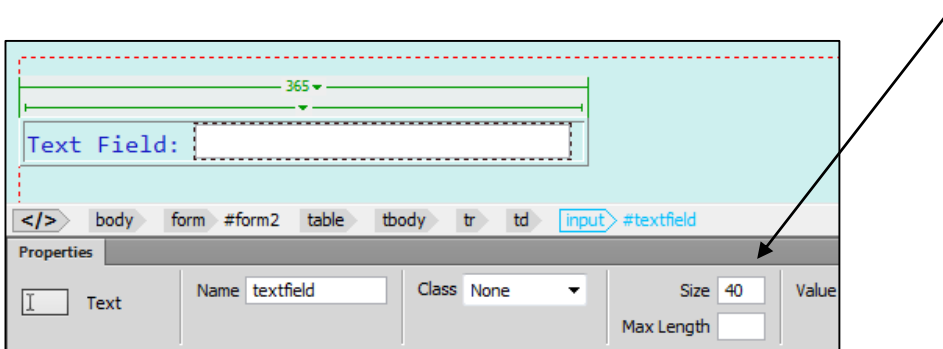 365
Text Field:
</> body form #form2 table tbody tr td input #textfield
Properties
Text Name textfield Class None Size 40 Value
Max Length